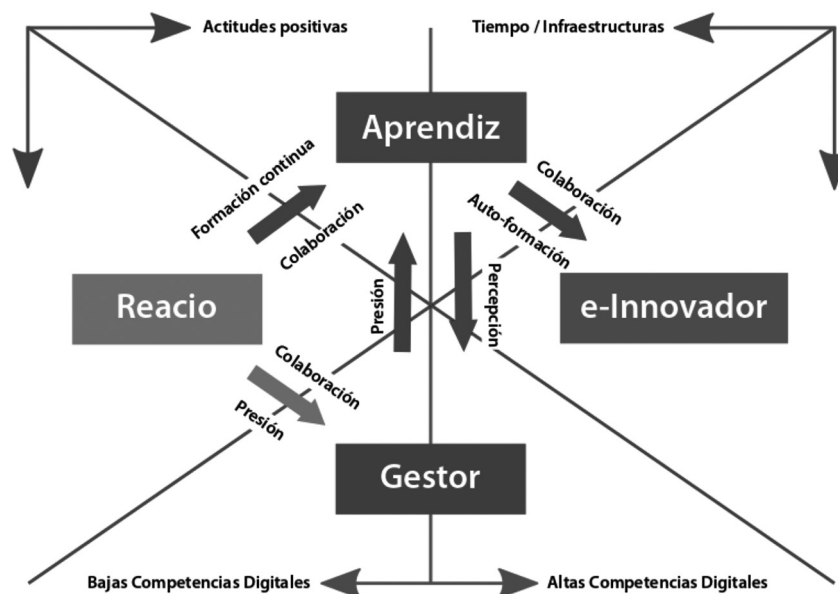 Actitudes positivas
Tiempo / Infraestructuras
Aprendiz
Formación continua
Colaboración
Colaboración
Auto-formación
Reacio
Presión
Percepción
e-Innovador
Colaboración
Presión
Gestor
Bajas Competencias Digitales
Altas Competencias Digitales